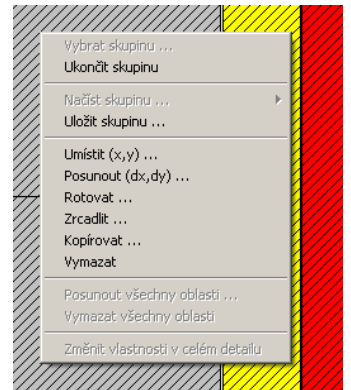 Vybrat skupinu ...
Ukončit skupinu
Načíst skupinu ...
Uložit skupinu ...
Umístit (x,y) ...
Posunout (dx,dy) ...
Rotovat ...
Zrcadlit ...
Kopírovat ...
Vymazat
Posunout všechny oblasti ...
Vymazat všechny oblasti
Změnit vlastnosti v celém detailu